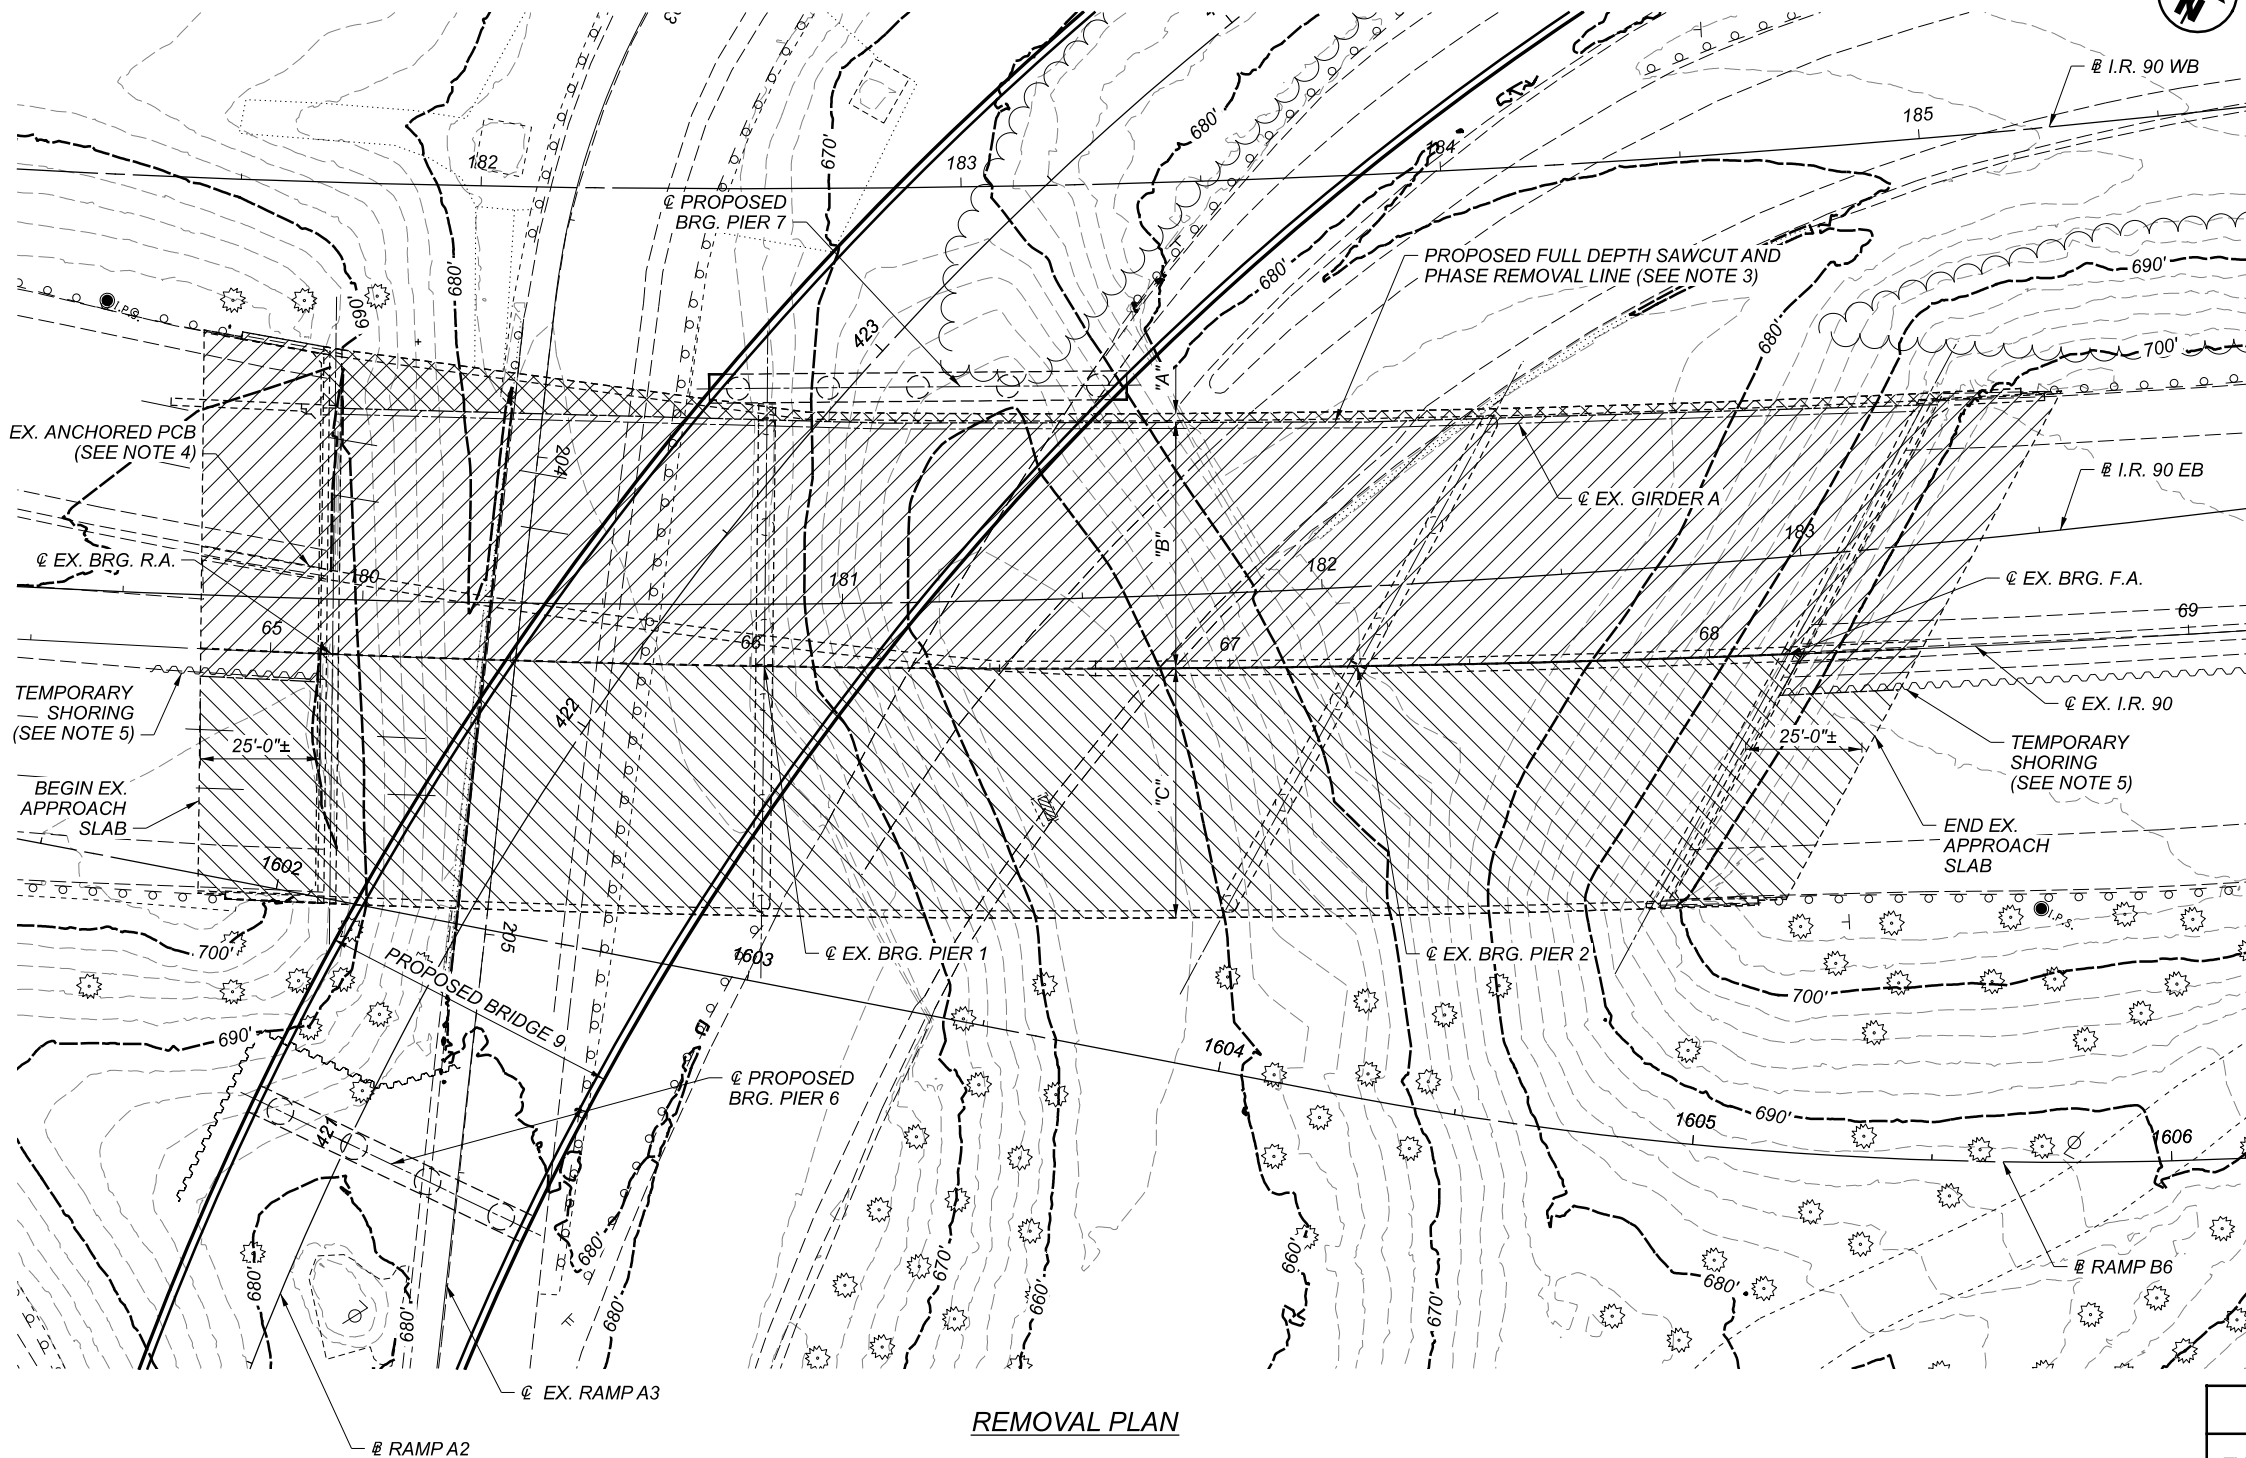 N
℄ I.R. 90 WB
185
182
183
184
℄ PROPOSED
BRG. PIER 7
670'
680'
680'
680'
690'
PROPOSED FULL DEPTH SAWCUT AND
PHASE REMOVAL LINE (SEE NOTE 3)
680'
690'
I.P.S.
423
700'
"A"
EX. ANCHORED PCB
(SEE NOTE 4)
204
℄ I.R. 90 EB
℄ EX. GIRDER A
"B"
183
℄ EX. BRG. R.A.
180
181
182
℄ EX. BRG. F.A.
65
66
67
68
69
TEMPORARY
SHORING
(SEE NOTE 5)
422
℄ EX. I.R. 90
25'-0"±
25'-0"±
TEMPORARY
SHORING
(SEE NOTE 5)
BEGIN EX.
APPROACH
SLAB
"C"
END EX.
APPROACH
SLAB
1602
I.P.S.
205
700'
PROPOSED BRIDGE 9
1603
℄ EX. BRG. PIER 1
℄ EX. BRG. PIER 2
700'
690'
1604
℄ PROPOSED
BRG. PIER 6
421
1605
690'
1606
680'
680'
680'
680'
670'
660'
660'
670'
680'
℄ RAMP B6
℄ EX. RAMP A3
℄ RAMP A2
REMOVAL PLAN